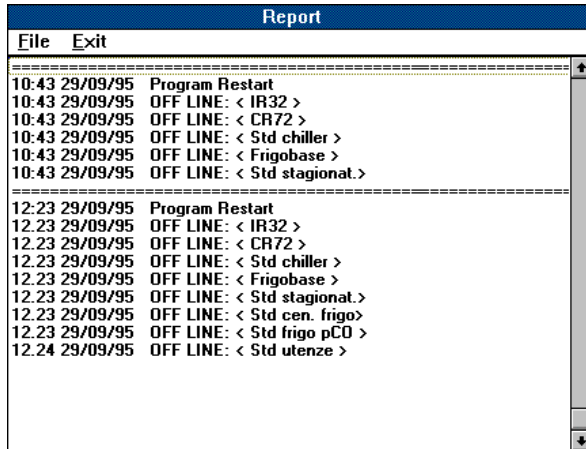 Report
File Exit
==========================================================
10:43 29/09/95 Program Restart
10:43 29/09/95 OFF LINE: < IR32 >
10:43 29/09/95 OFF LINE: < CR72 >
10:43 29/09/95 OFF LINE: < Std chiller >
10:43 29/09/95 OFF LINE: < Frigobase >
10:43 29/09/95 OFF LINE: < Std stagionat.>
==========================================================
12:23 29/09/95 Program Restart
12.23 29/09/95 OFF LINE: < IR32 >
12.23 29/09/95 OFF LINE: < CR72 >
12.23 29/09/95 OFF LINE: < Std chiller >
12.23 29/09/95 OFF LINE: < Frigobase >
12.23 29/09/95 OFF LINE: < Std stagionat.>
12.23 29/09/95 OFF LINE: < Std cen. frigo>
12.23 29/09/95 OFF LINE: < Std frigo pCO >
12.24 29/09/95 OFF LINE: < Std utenze >